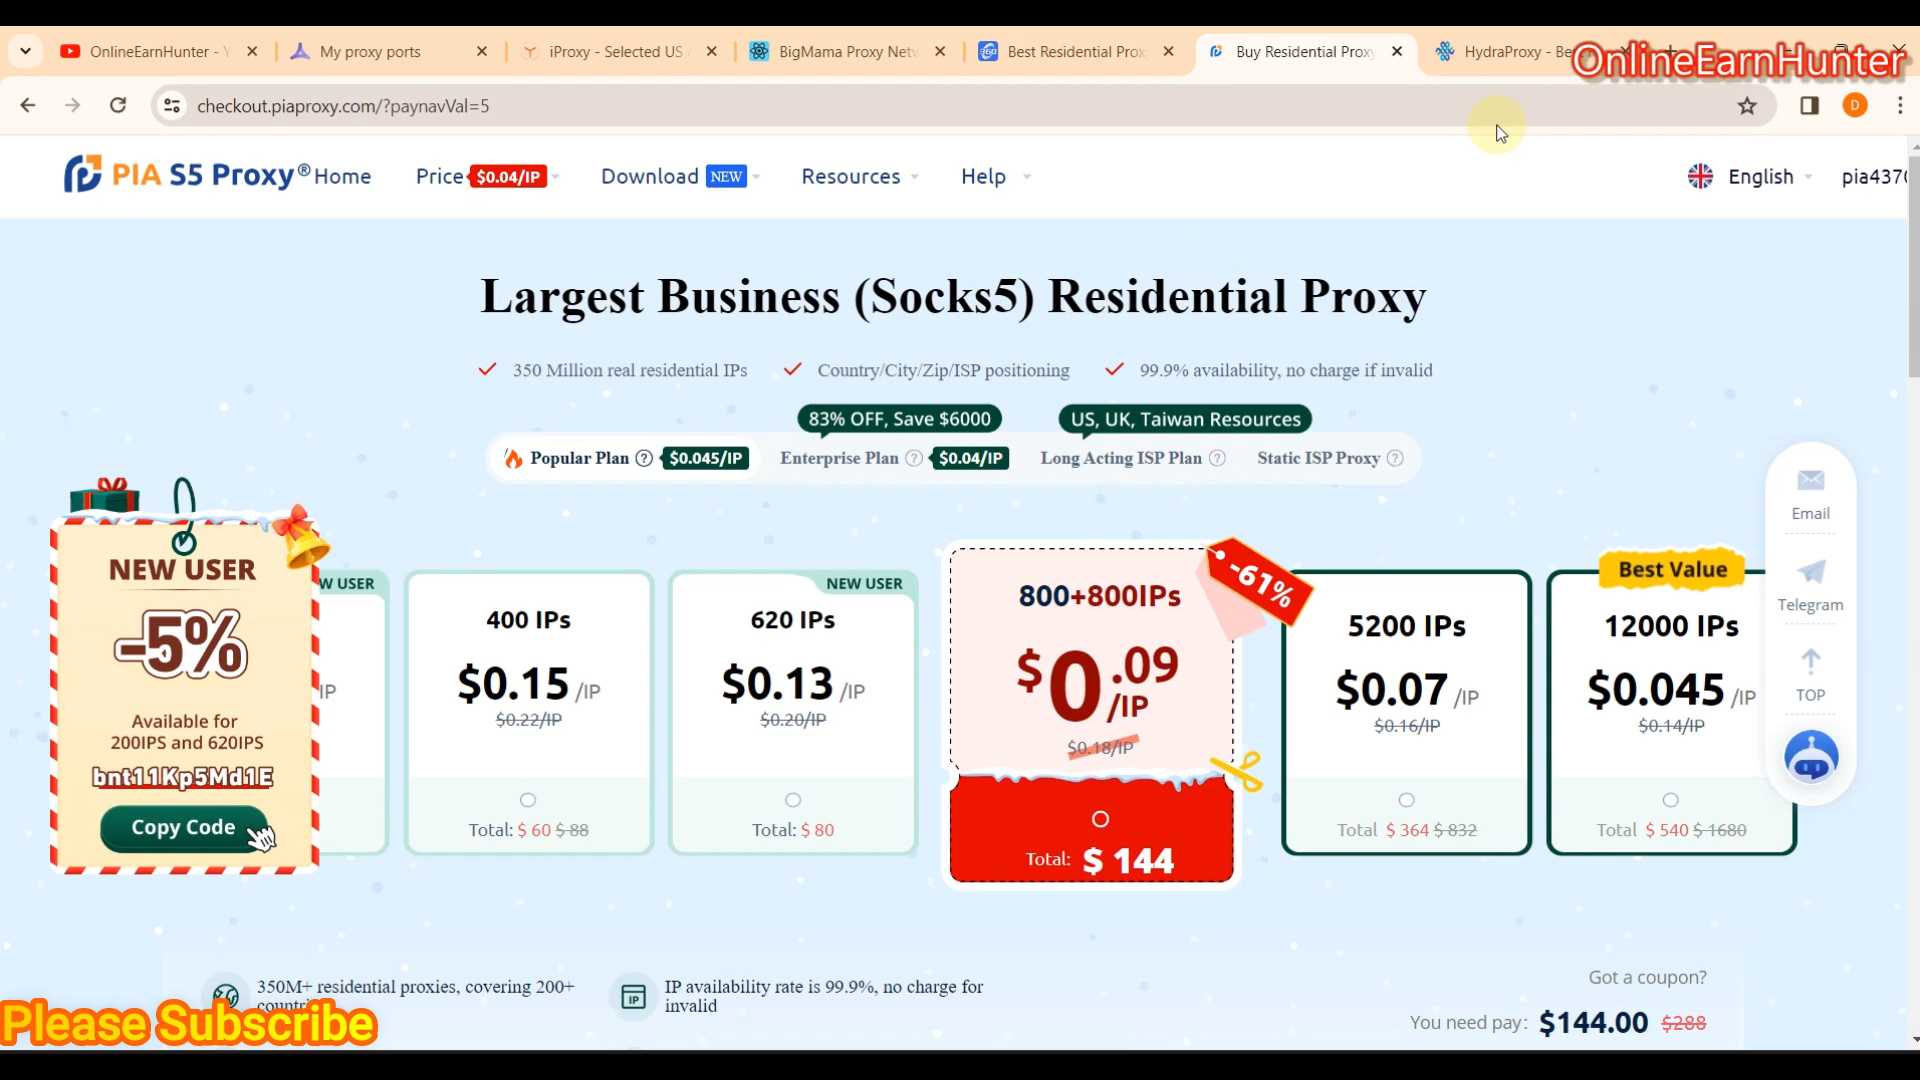 OnlineEarnHunter - Y
My proxy ports
iProxy - Selected US
BigMama Proxy Netw
Best Residential Prox
Buy Residential Proxy
HydraProxy - Be
OnlineEarnHunter
checkout.piaproxy.com/?paynavVal=5
D
PIA S5 Proxy®
Home
Price $0.04/IP
Download NEW
Resources
Help
English
pia4370
Largest Business (Socks5) Residential Proxy
350 Million real residential IPs
Country/City/Zip/ISP positioning
99.9% availability, no charge if invalid
83% OFF, Save $6000
US, UK, Taiwan Resources
Popular Plan ? $0.045/IP
Enterprise Plan ? $0.04/IP
Long Acting ISP Plan ?
Static ISP Proxy ?
NEW USER
-5%
Available for
200IPS and 620IPS
bnt11Kp5Md1E
Copy Code
W USER
IP
400 IPs
$0.15 /IP
$0.22/IP
Total: $ 60 $ 88
NEW USER
620 IPs
$0.13 /IP
$0.20/IP
Total: $ 80
-61%
800+800IPs
$0.09
/IP
$0.18/IP
Total: $ 144
5200 IPs
$0.07 /IP
$0.16/IP
Total $ 364 $ 832
Best Value
12000 IPs
$0.045 /IP
$0.14/IP
Total $ 540 $ 1680
Email
Telegram
TOP
350M+ residential proxies, covering 200+
IP
IP availability rate is 99.9%, no charge for
invalid
Got a coupon?
You need pay: $144.00 $288
Please Subscribe